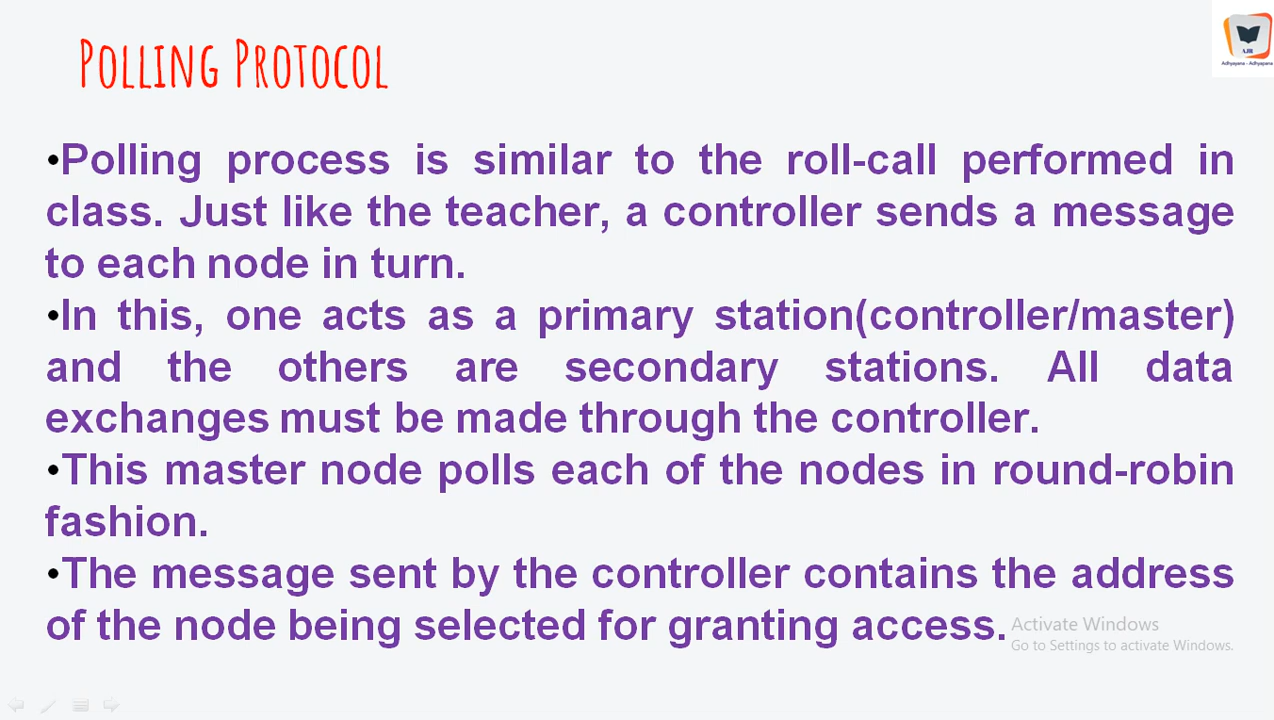 Polling Protocol
AJH
Adhyayana - Adhyapana
•Polling process is similar to the roll-call performed in
class. Just like the teacher, a controller sends a message
to each node in turn.
•In this, one acts as a primary station(controller/master)
and the others are secondary stations. All data
exchanges must be made through the controller.
•This master node polls each of the nodes in round-robin
fashion.
•The message sent by the controller contains the address
of the node being selected for granting access.
Activate Windows
Go to Settings to activate Windows.